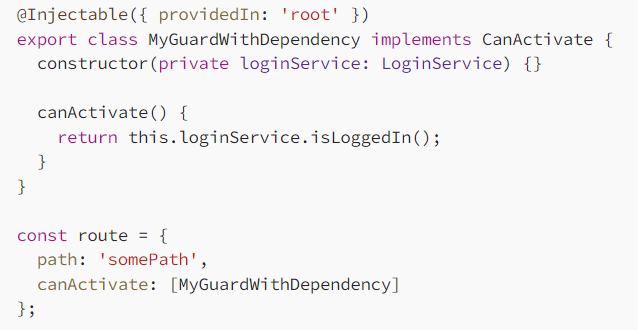 @Injectable({ providedIn: 'root' })
export class MyGuardWithDependency implements CanActivate {
  constructor(private loginService: LoginService) {}

  canActivate() {
    return this.loginService.isLoggedIn();
  }
}

const route = {
  path: 'somePath',
  canActivate: [MyGuardWithDependency]
};